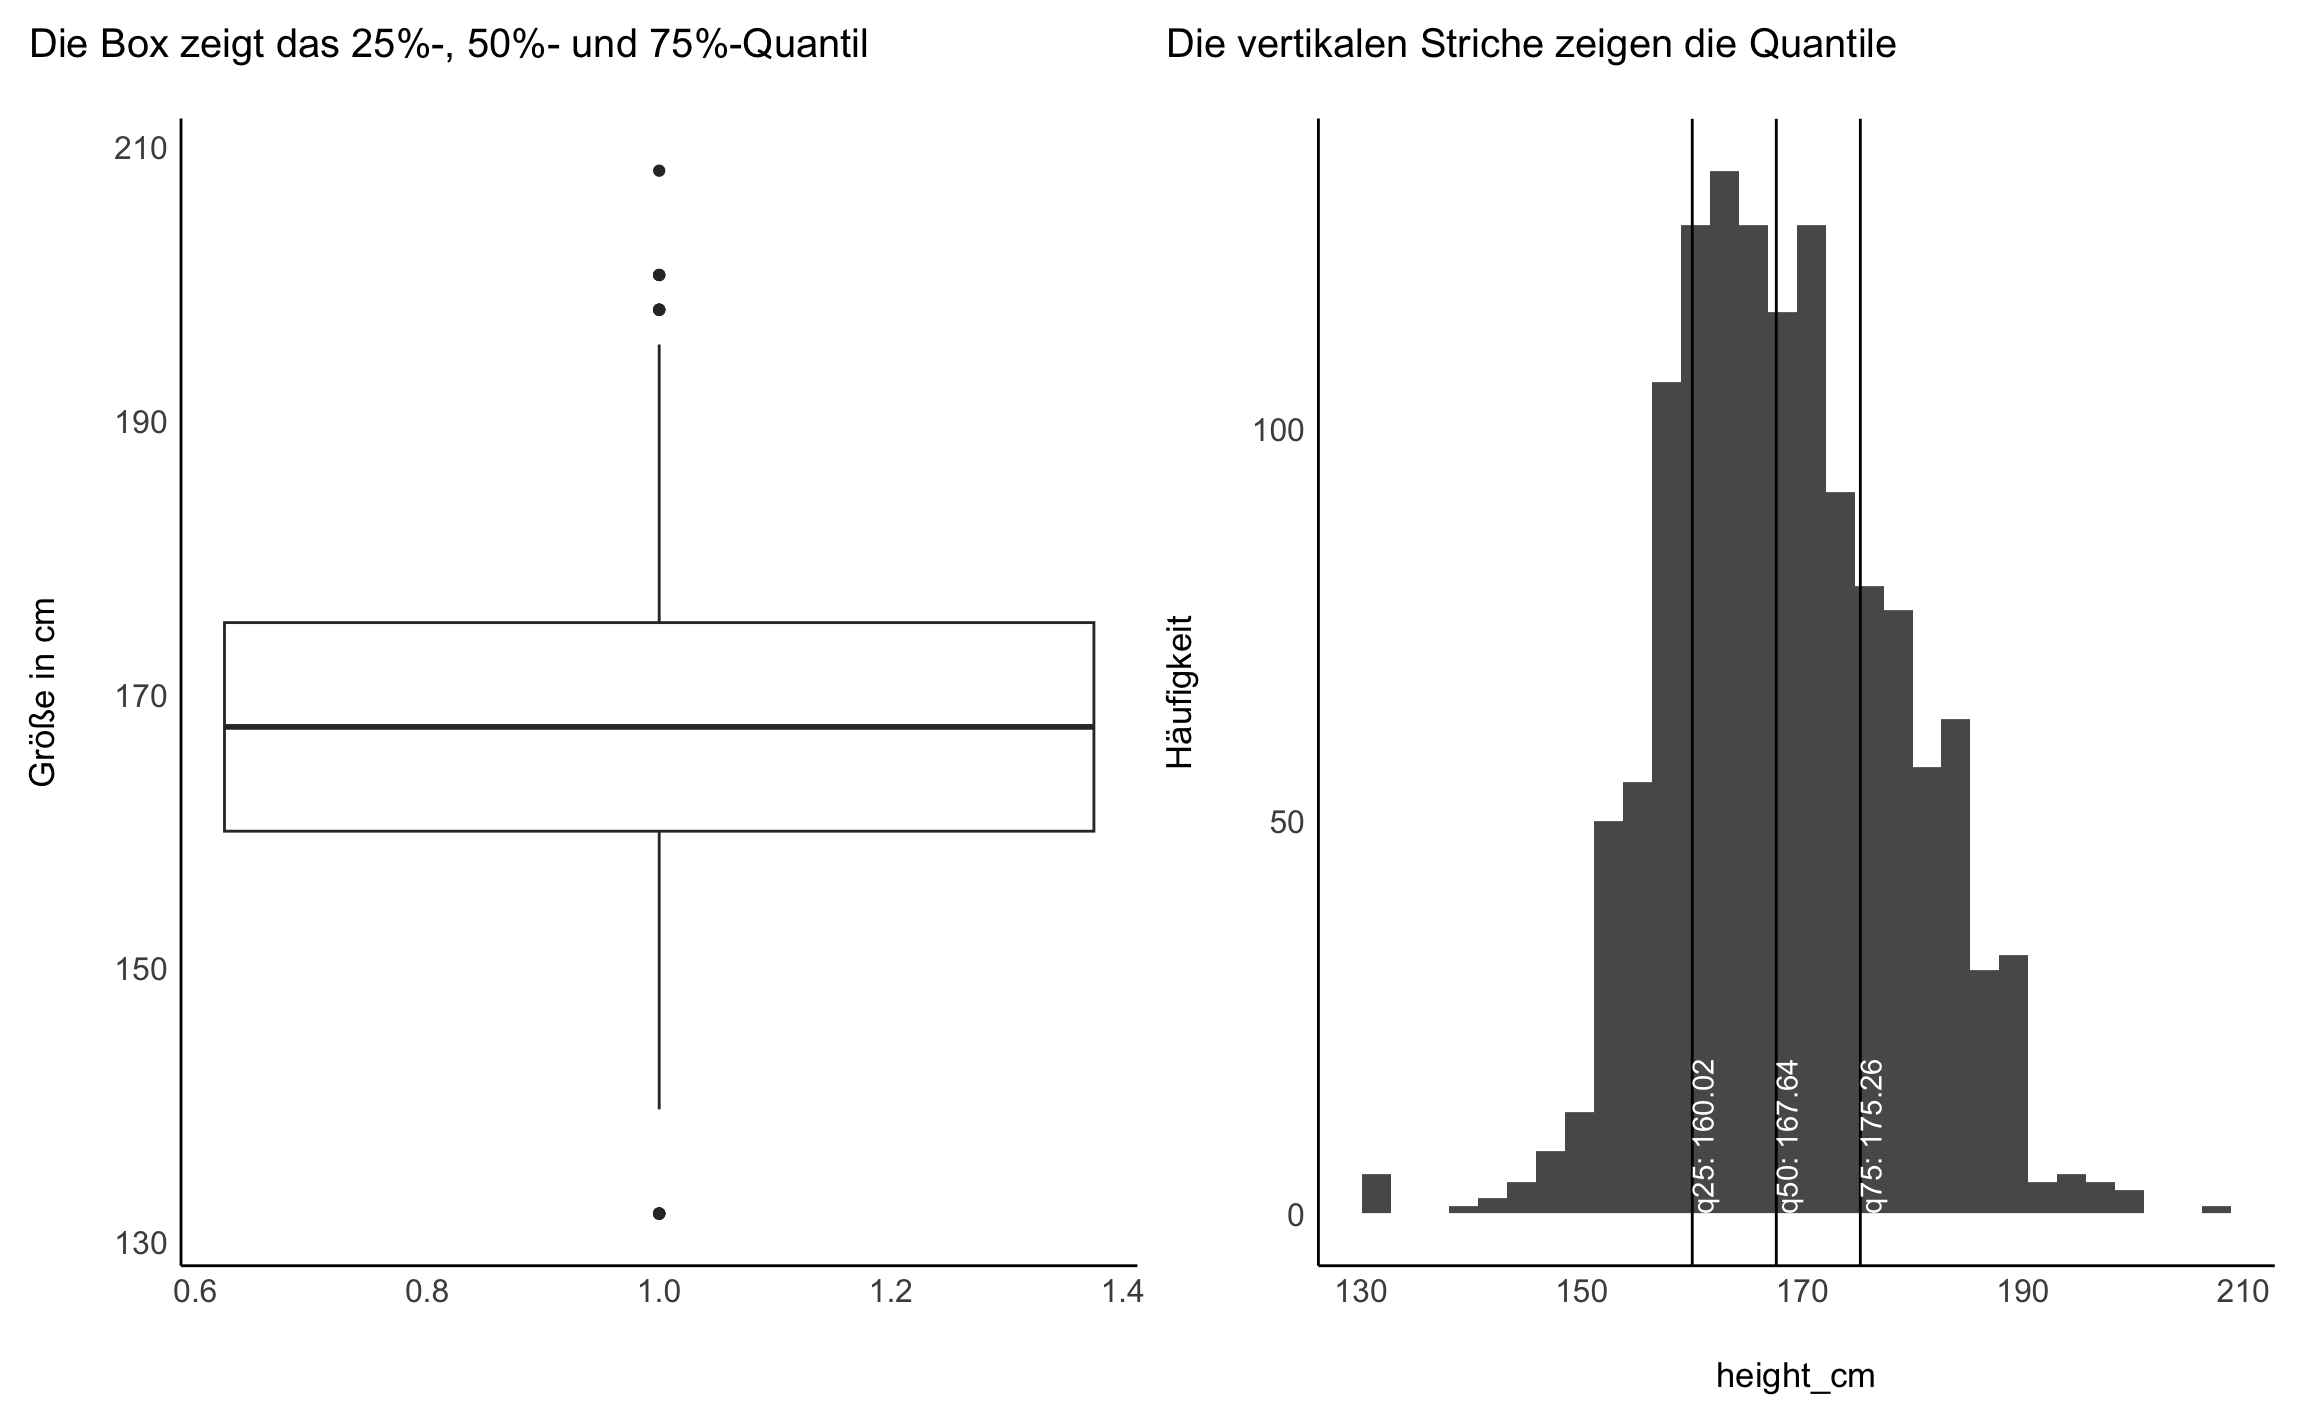 Die Box zeigt das 25%-, 50%- und 75%-Quantil
210
190
170
150
130
Größe in cm
0.6 0.8 1.0 1.2 1.4
Die vertikalen Striche zeigen die Quantile
100
50
0
Häufigkeit
q25: 160.02
q50: 167.64
q75: 175.26
130 150 170 190 210
height_cm